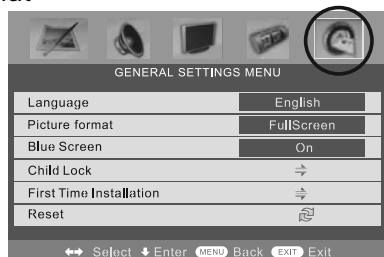 GENERAL SETTINGS MENU
Language English
Picture format FullScreen
Blue Screen On
Child Lock
First Time Installation
Reset
Select Enter MENU Back EXIT Exit